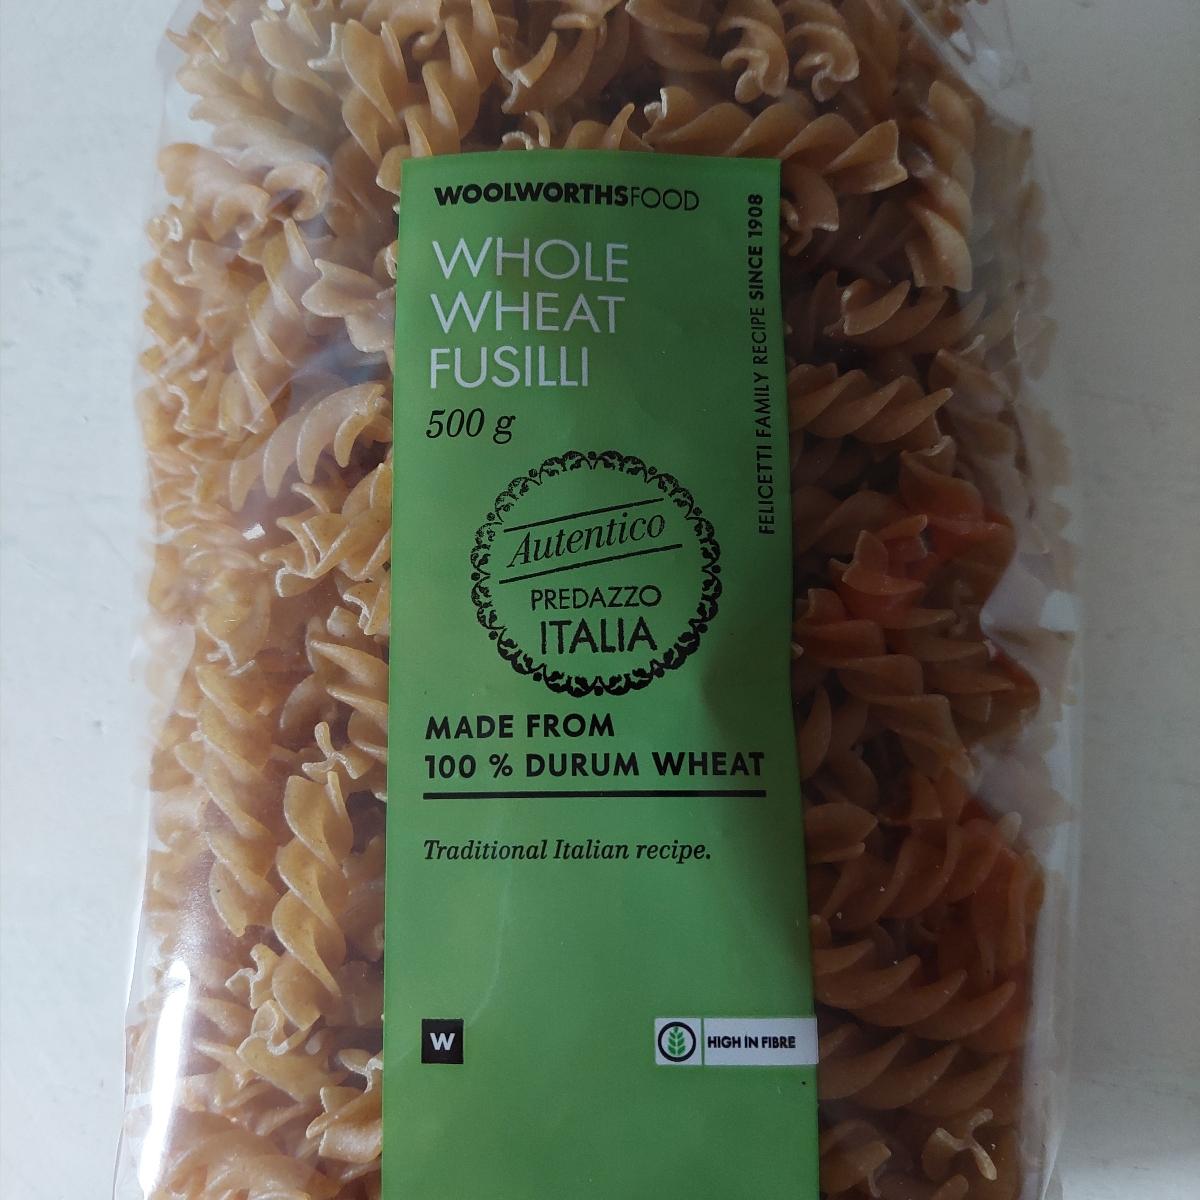 WOOLWORTHSFOOD
WHOLE
WHEAT
FUSILLI
500 g
FELICETTI FAMILY RECIPE SINCE 1908
Autentico
PREDAZZO
ITALIA
MADE FROM
100 % DURUM WHEAT
Traditional Italian recipe.
W
HIGH IN FIBRE